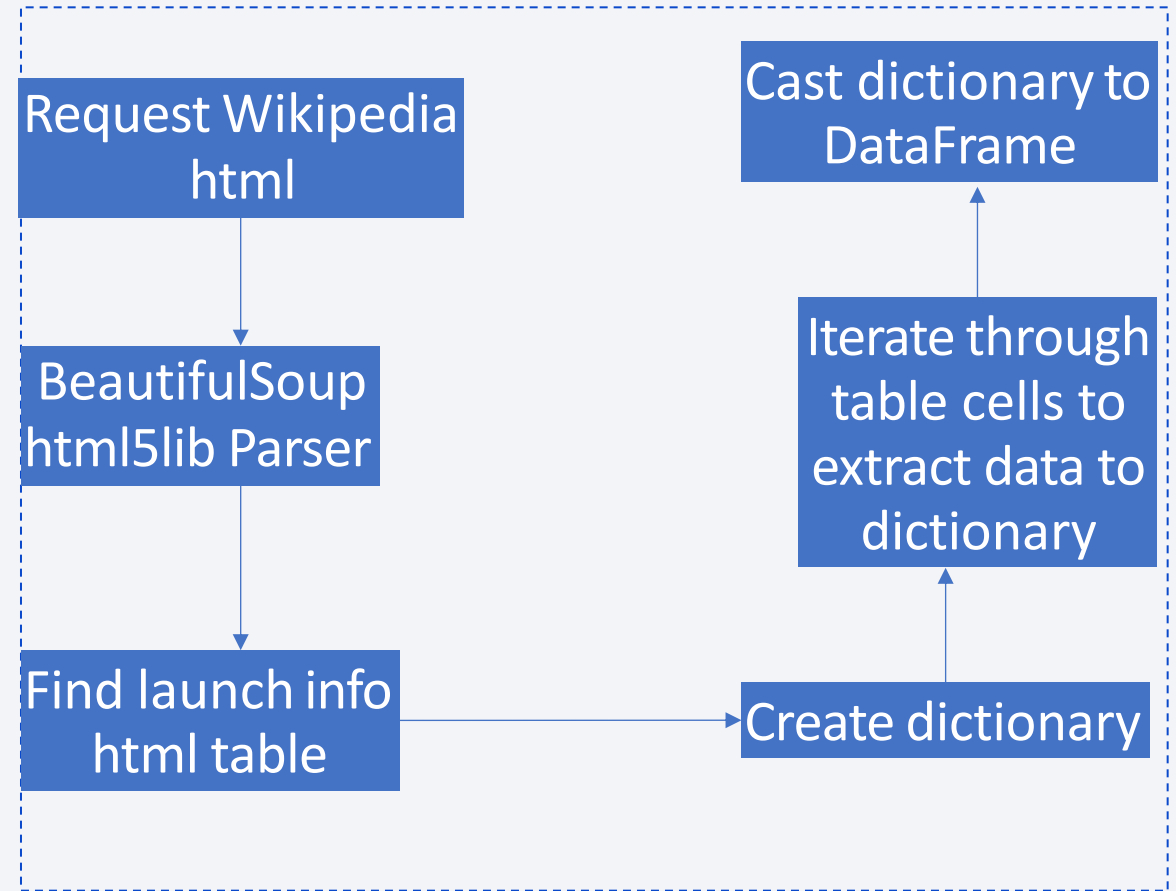 Request Wikipedia
html
BeautifulSoup
html5lib Parser
Find launch info
html table
Create dictionary
Iterate through
table cells to
extract data to
dictionary
Cast dictionary to
DataFrame